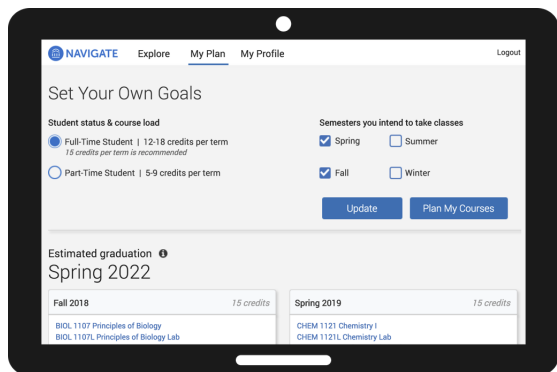 NAVIGATE Explore My Plan My Profile Logout
Set Your Own Goals
Student status & course load
Full-Time Student | 12-18 credits per term
15 credits per term is recommended
Part-Time Student | 5-9 credits per term
Semesters you intend to take classes
Spring Summer
Fall Winter
Update Plan My Courses
Estimated graduation
Spring 2022
Fall 2018 15 credits
BIOL 1107 Principles of Biology
BIOL 1107L Principles of Biology Lab
Spring 2019 15 credits
CHEM 1121 Chemistry I
CHEM 1121L Chemistry Lab